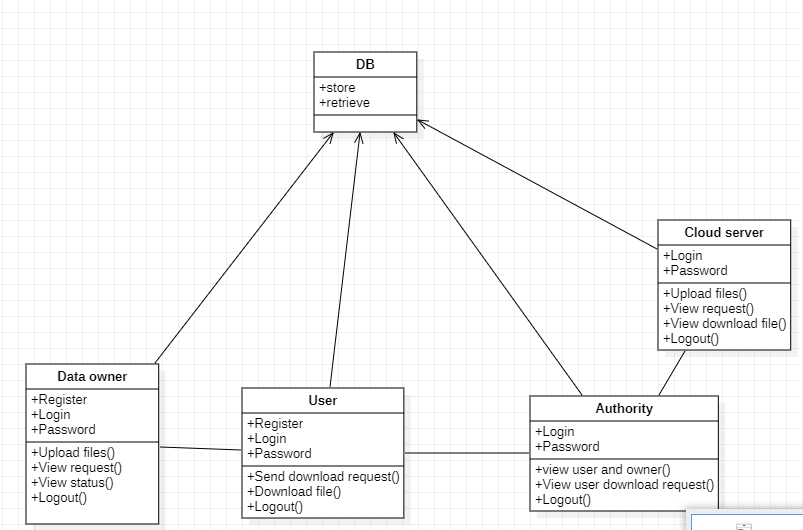 DB
+store
+retrieve
Cloud server
+Login
+Password
+Upload files()
+View request()
+View download file()
+Logout()
Data owner
+Register
+Login
+Password
+Upload files()
+View request()
+View status()
+Logout()
User
+Register
+Login
+Password
+Send download request()
+Download file()
+Logout()
Authority
+Login
+Password
+view user and owner()
+View user download request()
+Logout()